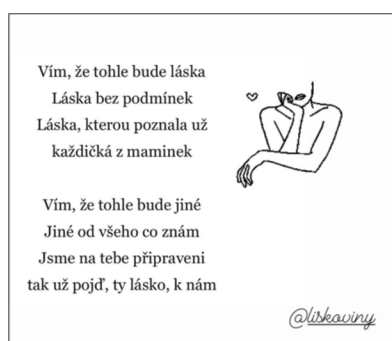 Vím, že tohle bude láska
Láska bez podmínek
Láska, kterou poznala už
každičká z maminek
Vím, že tohle bude jiné
Jiné od všeho co znám
Jsme na tebe připraveni
tak už pojď, ty lásko, k nám
@liskoviny